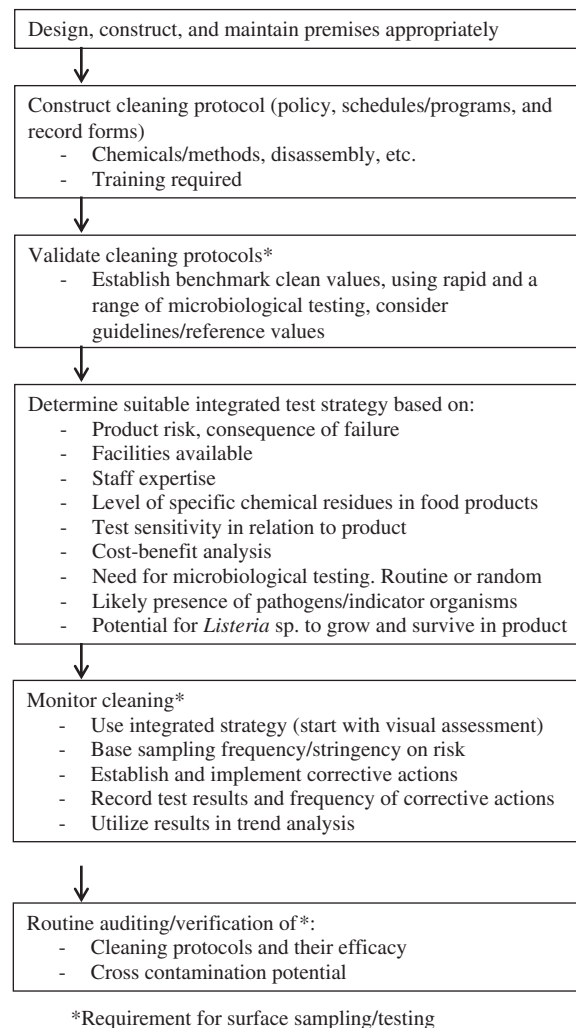 Design, construct, and maintain premises appropriately
Construct cleaning protocol (policy, schedules/programs, and
record forms)
- Chemicals/methods, disassembly, etc.
- Training required
Validate cleaning protocols*
- Establish benchmark clean values, using rapid and a
range of microbiological testing, consider
guidelines/reference values
Determine suitable integrated test strategy based on:
- Product risk, consequence of failure
- Facilities available
- Staff expertise
- Level of specific chemical residues in food products
- Test sensitivity in relation to product
- Cost-benefit analysis
- Need for microbiological testing. Routine or random
- Likely presence of pathogens/indicator organisms
- Potential for Listeria sp. to grow and survive in product
Monitor cleaning*
- Use integrated strategy (start with visual assessment)
- Base sampling frequency/stringency on risk
- Establish and implement corrective actions
- Record test results and frequency of corrective actions
- Utilize results in trend analysis
Routine auditing/verification of*:
- Cleaning protocols and their efficacy
- Cross contamination potential
*Requirement for surface sampling/testing